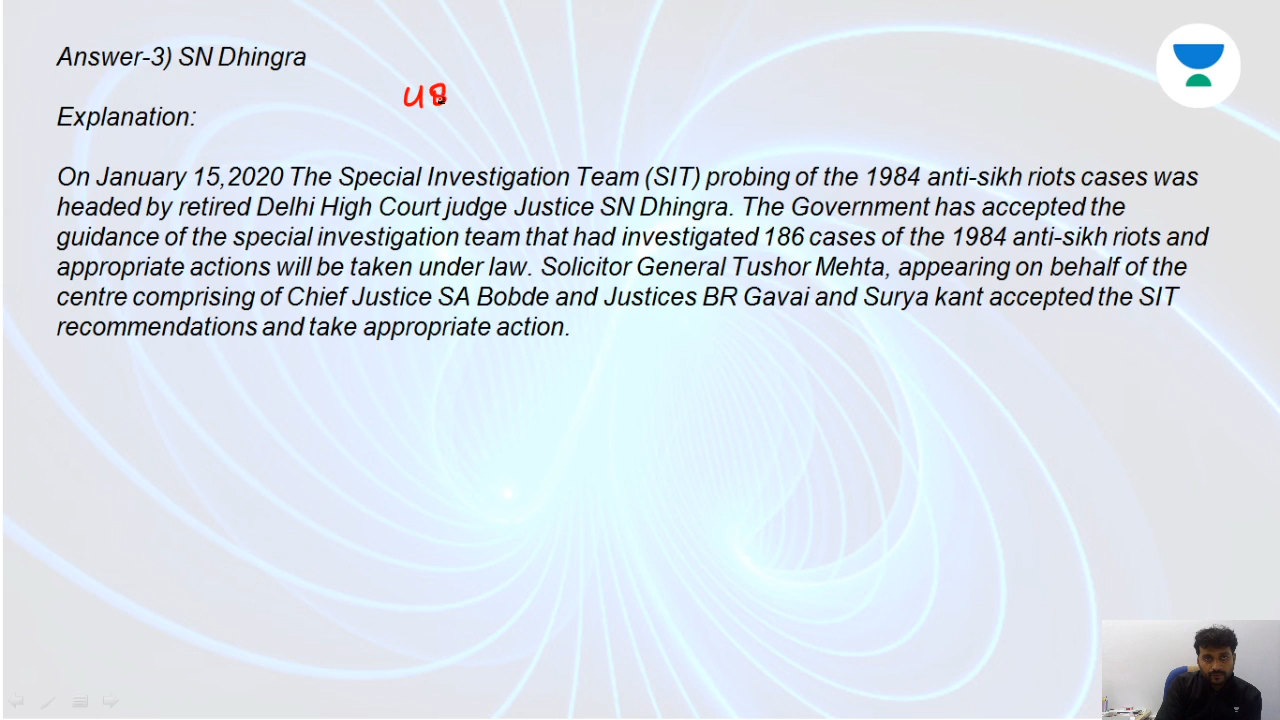 Answer-3) SN Dhingra
48
Explanation:
On January 15,2020 The Special Investigation Team (SIT) probing of the 1984 anti-sikh riots cases was
headed by retired Delhi High Court judge Justice SN Dhingra. The Government has accepted the
guidance of the special investigation team that had investigated 186 cases of the 1984 anti-sikh riots and
appropriate actions will be taken under law. Solicitor General Tushor Mehta, appearing on behalf of the
centre comprising of Chief Justice SA Bobde and Justices BR Gavai and Surya kant accepted the SIT
recommendations and take appropriate action.